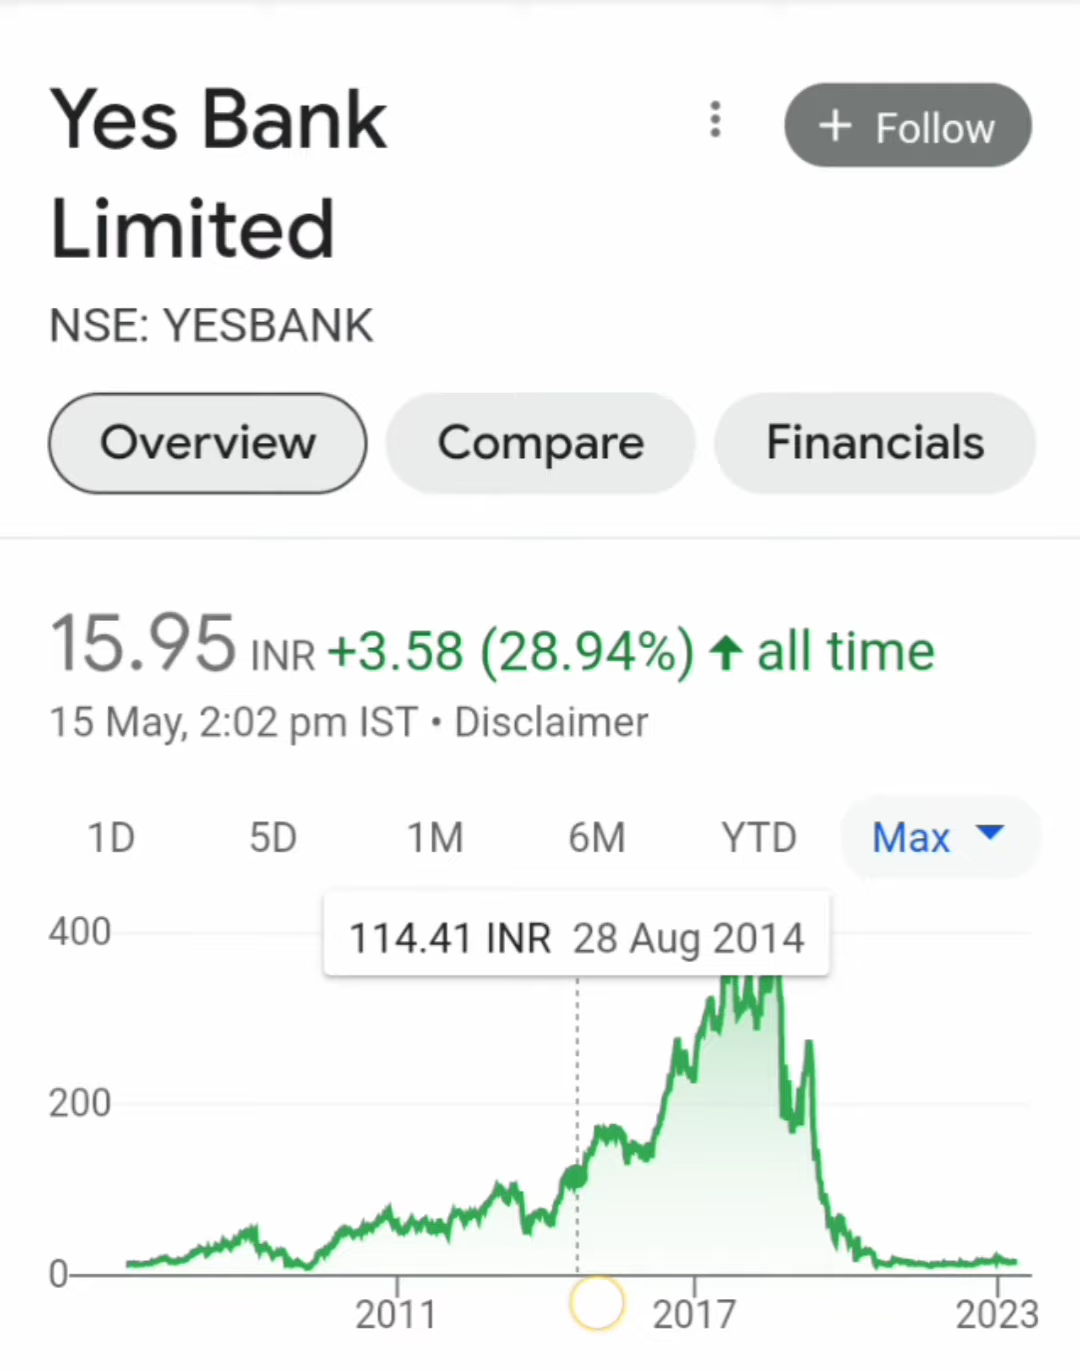 Yes Bank
Limited
+ Follow
NSE: YESBANK
Overview Compare Financials
15.95 INR +3.58 (28.94%) ↑ all time
15 May, 2:02 pm IST • Disclaimer
1D 5D 1M 6M YTD Max
114.41 INR 28 Aug 2014
400
200
0
2011 2017 2023